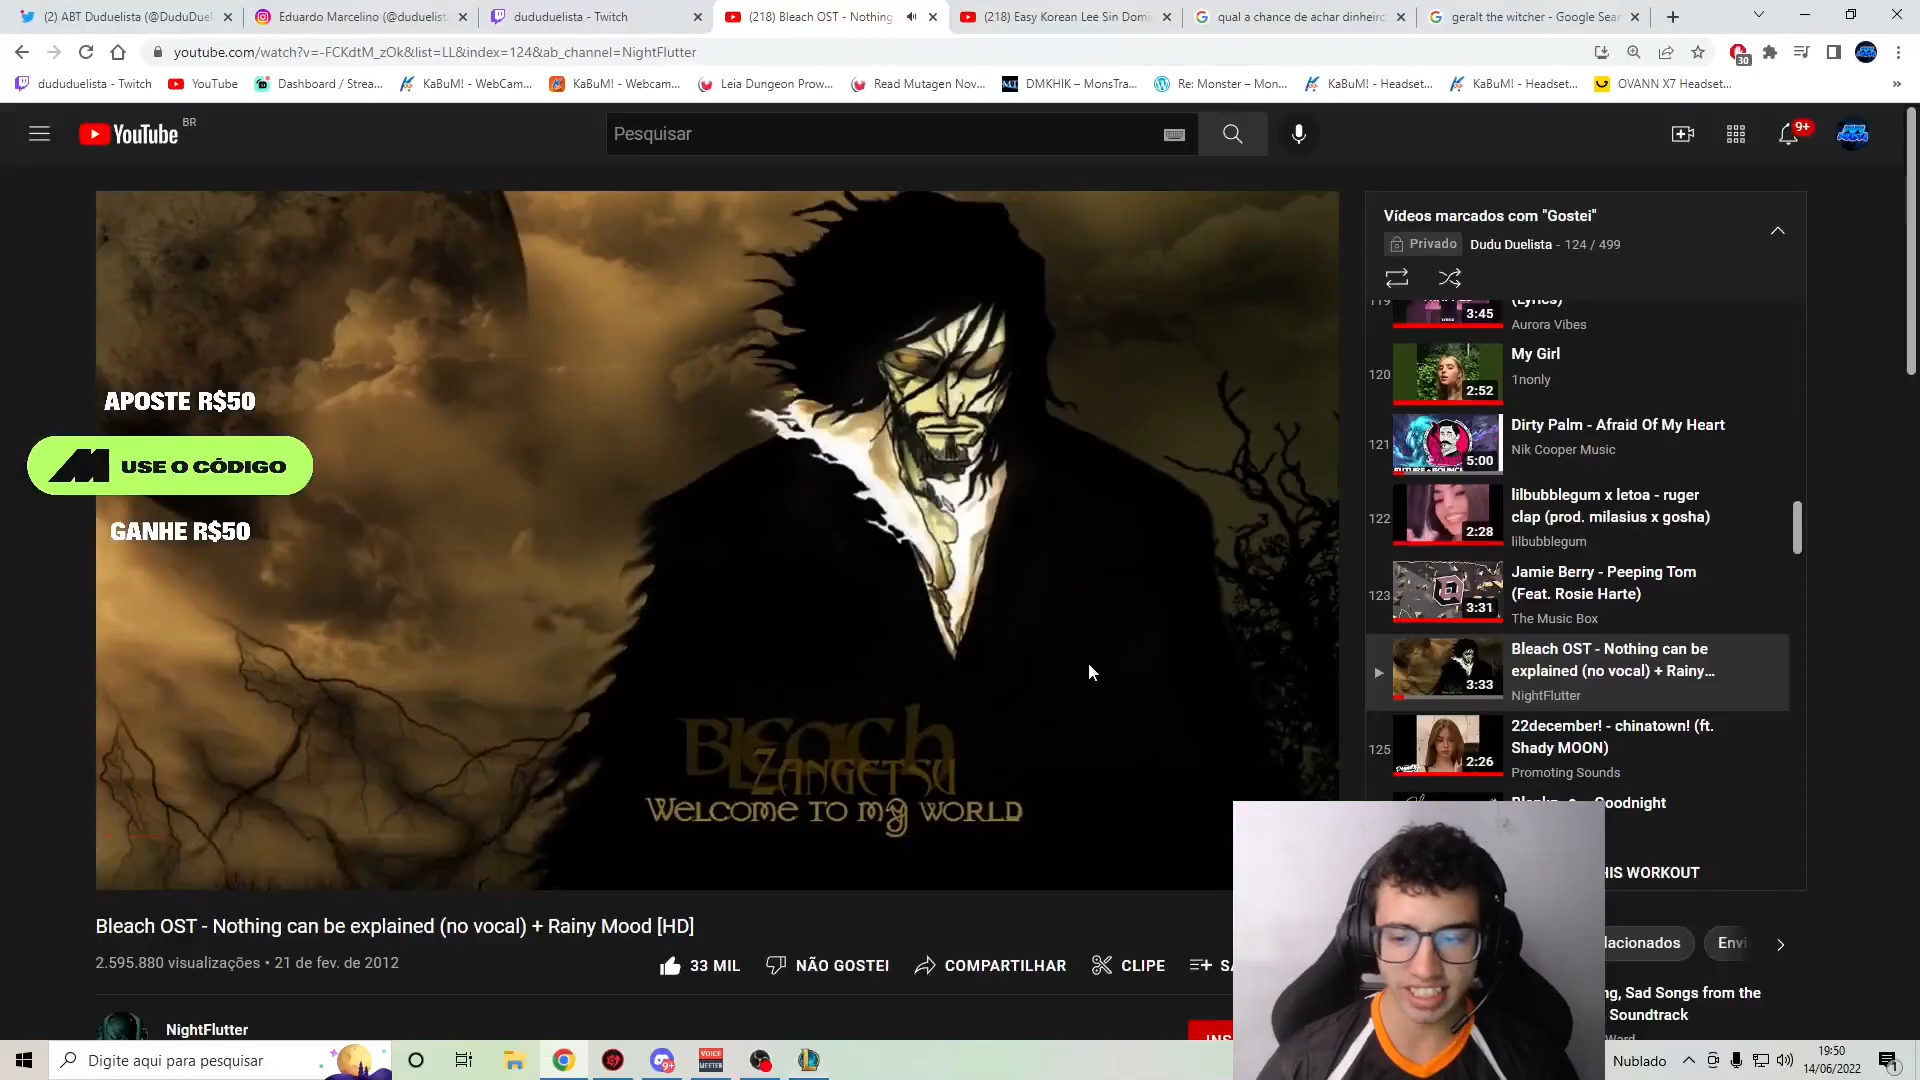 (2) ABT Duduelista (@DuduDuel
Eduardo Marcelino (@duduelist
dududuelista - Twitch
(218) Bleach OST - Nothing
(218) Easy Korean Lee Sin Dom
qual a chance de achar dinheiro
geralt the witcher - Google Sear
youtube.com/watch?v=-FCKdtM_zOk&list=LL&index=124&ab_channel=NightFlutter
30
dududuelista - Twitch
YouTube
Dashboard / Strea...
KaBuM! - WebCam...
KaBuM! - Webcam...
Leia Dungeon Prow...
Read Mutagen Nov...
DMKHIK – MonsTra...
Re: Monster – Mon...
KaBuM! - Headset...
KaBuM! - Headset...
OVANN X7 Headset...
YouTube
BR
Pesquisar
9+
APOSTE R$50
USE O CÓDIGO
GANHE R$50
Bleach
Zangetsu
Welcome to my world
Vídeos marcados com "Gostei"
Privado
Dudu Duelista - 124 / 499
119
3:45
(Lyrics)
Aurora Vibes
120
2:52
My Girl
1nonly
121
5:00
Dirty Palm - Afraid Of My Heart
Nik Cooper Music
122
2:28
lilbubblegum x letoa - ruger
clap (prod. milasius x gosha)
lilbubblegum
123
3:31
Jamie Berry - Peeping Tom
(Feat. Rosie Harte)
The Music Box
3:33
Bleach OST - Nothing can be
explained (no vocal) + Rainy...
NightFlutter
125
2:26
22december! - chinatown! (ft.
Shady MOON)
Promoting Sounds
Goodnight
HIS WORKOUT
Bleach OST - Nothing can be explained (no vocal) + Rainy Mood [HD]
2.595.880 visualizações • 21 de fev. de 2012
33 MIL
NÃO GOSTEI
COMPARTILHAR
CLIPE
SA
lacionados
Envi
ng, Sad Songs from the
Soundtrack
NightFlutter
INS
Digite aqui para pesquisar
9+
VOICE
MEETER
Nublado
19:50
14/06/2022
1